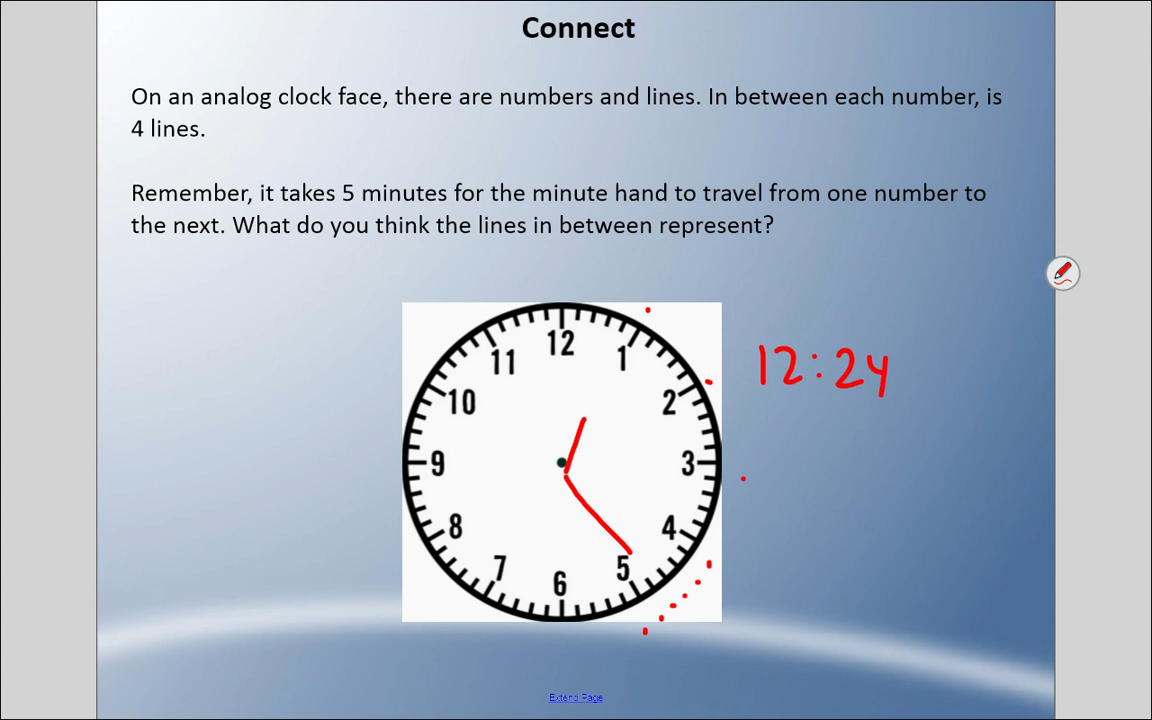 Connect
On an analog clock face, there are numbers and lines. In between each number, is
4 lines.
Remember, it takes 5 minutes for the minute hand to travel from one number to
the next. What do you think the lines in between represent?
12
11
1
10
2
9
3
8
4
7
5
6
12:24
Extend Page